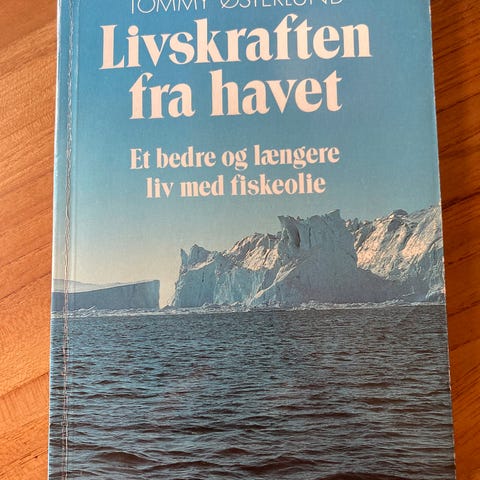 TOMMY ØSTERLUND
Livskraften
fra havet
Et bedre og længere
liv med fiskeolie